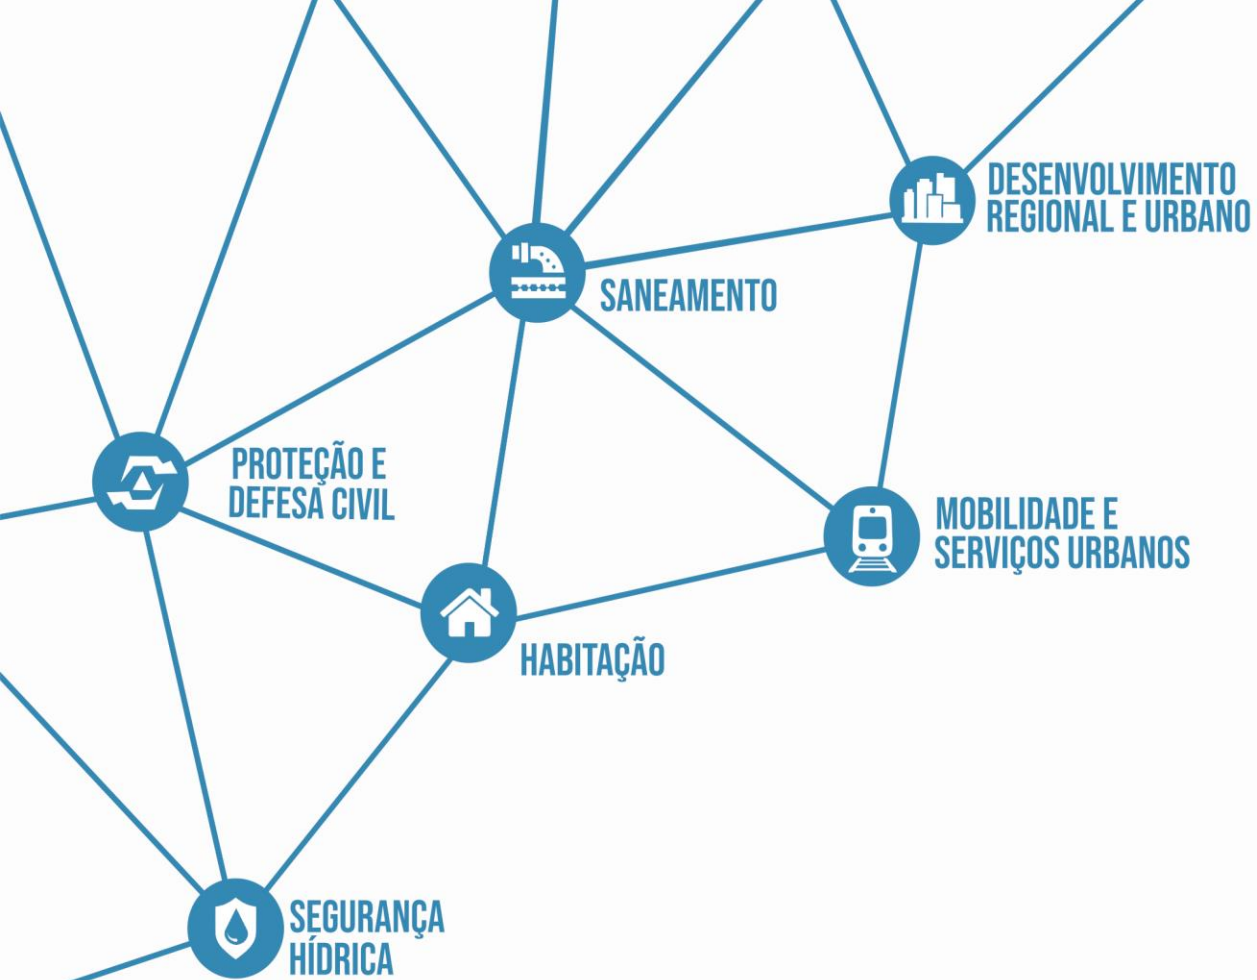 DESENVOLVIMENTO
REGIONAL E URBANO
SANEAMENTO
PROTEÇÃO E
DEFESA CIVIL
MOBILIDADE E
SERVIÇOS URBANOS
HABITAÇÃO
SEGURANÇA
HÍDRICA